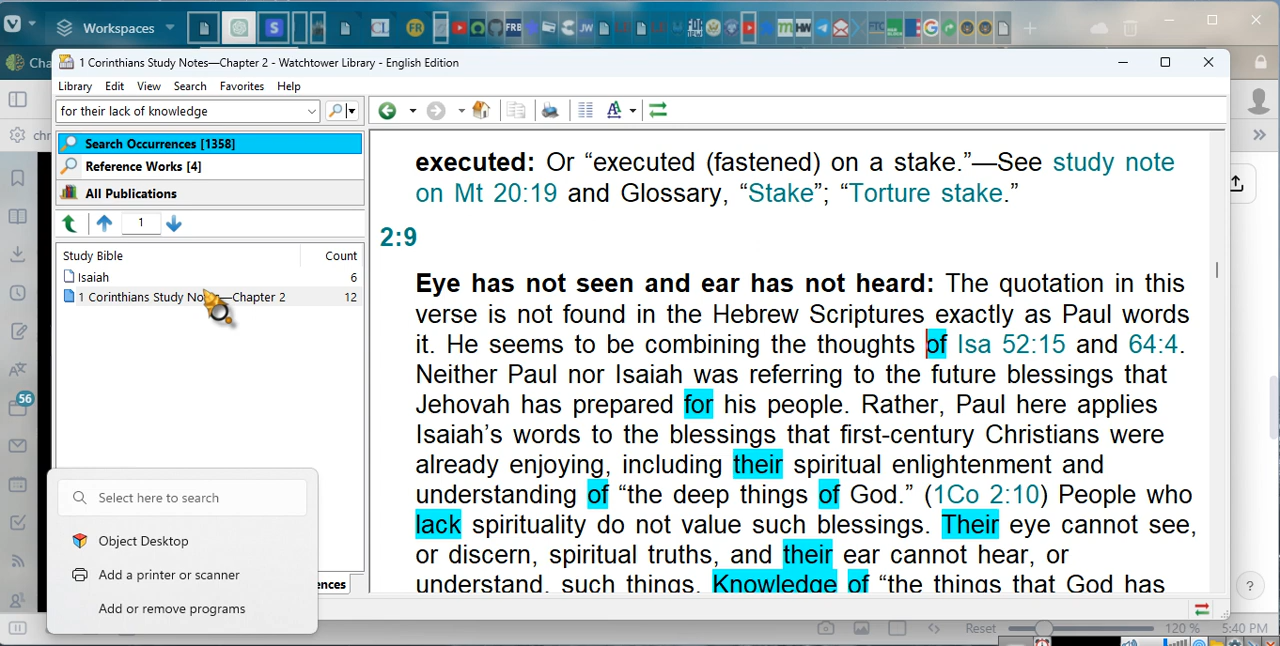 Workspaces
1 Corinthians Study Notes—Chapter 2 - Watchtower Library - English Edition
Cha
Library Edit View Search Favorites Help
for their lack of knowledge
chr
Search Occurrences [1358]
Reference Works [4]
All Publications
1
Study Bible Count
Isaiah 6
1 Corinthians Study No —Chapter 2 12
executed: Or “executed (fastened) on a stake.”—See study note
on Mt 20:19 and Glossary, “Stake”; “Torture stake.”
2:9
Eye has not seen and ear has not heard: The quotation in this
verse is not found in the Hebrew Scriptures exactly as Paul words
it. He seems to be combining the thoughts of Isa 52:15 and 64:4.
Neither Paul nor Isaiah was referring to the future blessings that
Jehovah has prepared for his people. Rather, Paul here applies
Isaiah’s words to the blessings that first-century Christians were
already enjoying, including their spiritual enlightenment and
understanding of “the deep things of God.” (1Co 2:10) People who
lack spirituality do not value such blessings. Their eye cannot see,
or discern, spiritual truths, and their ear cannot hear, or
understand, such things. Knowledge of “the things that God has
56
Select here to search
Object Desktop
Add a printer or scanner
Add or remove programs
ences
?
Reset 120 % 5:40 PM